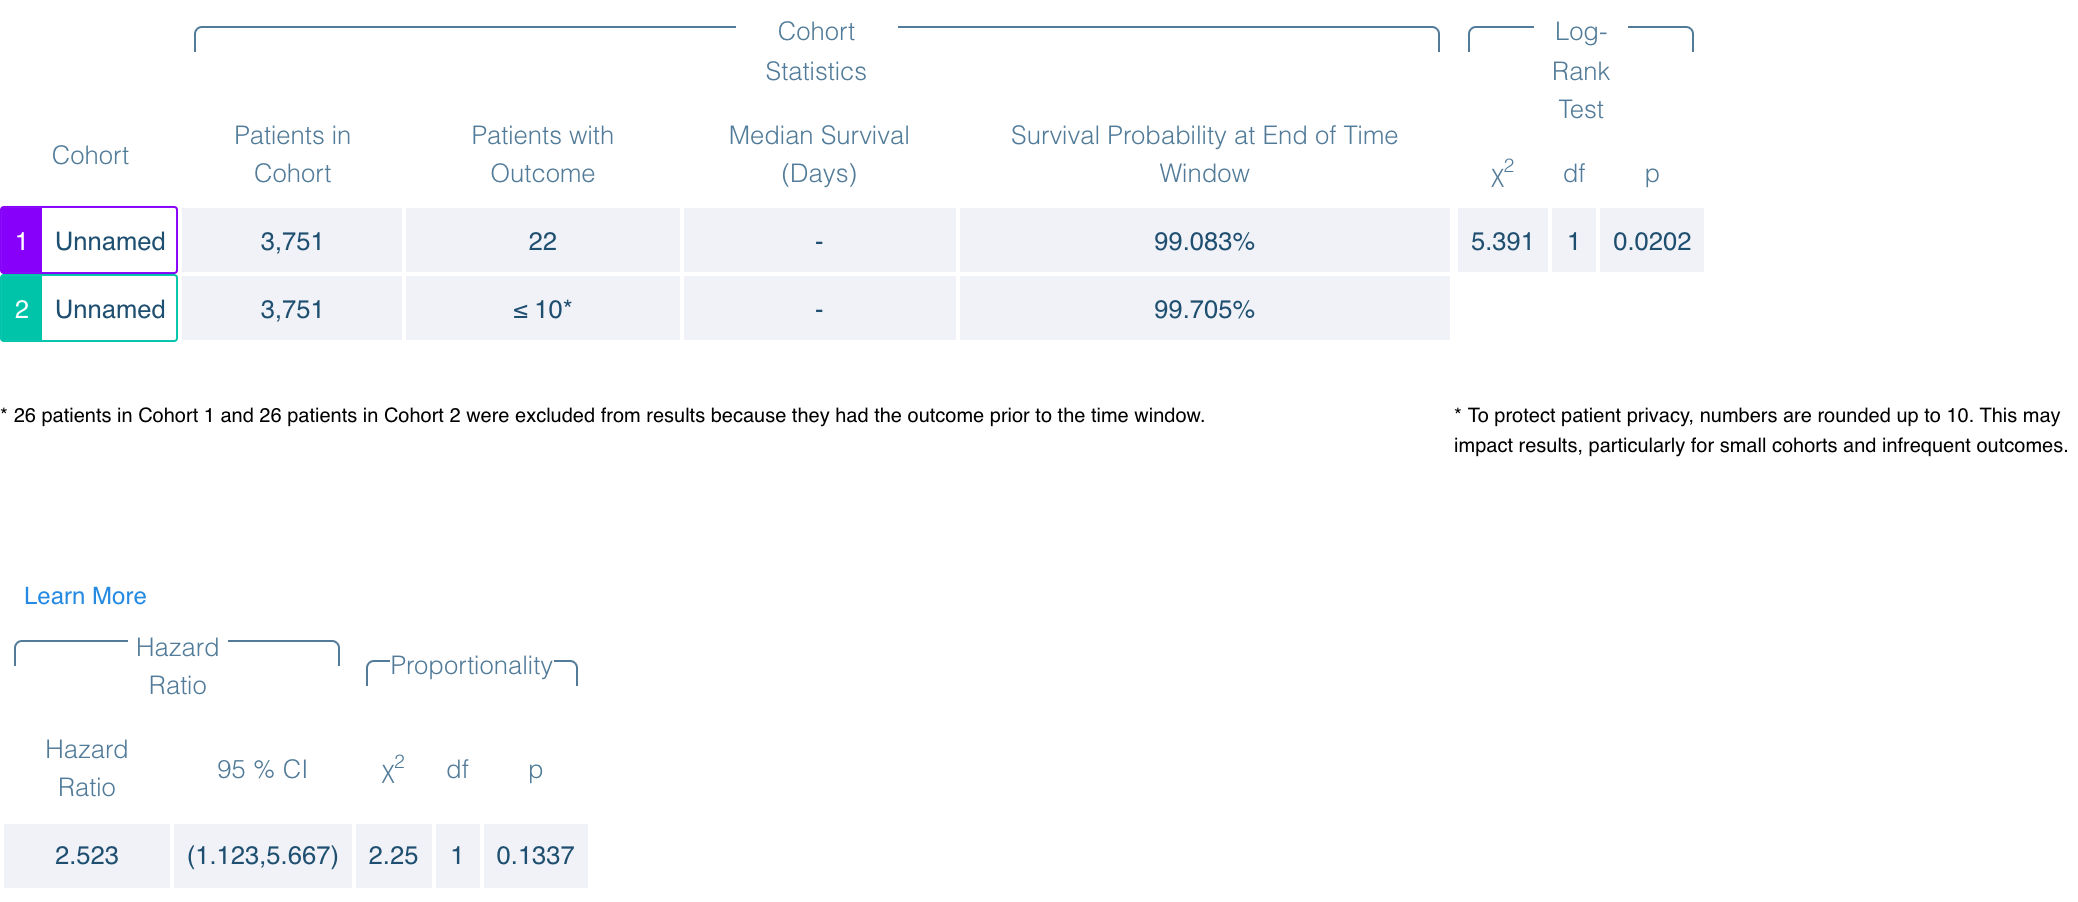 Cohort
Statistics
Log-
Rank
Test
Cohort
Patients in
Cohort
Patients with
Outcome
Median Survival
(Days)
Survival Probability at End of Time
Window
χ2 df p
1 Unnamed 3,751 22 - 99.083% 5.391 1 0.0202
2 Unnamed 3,751 ≤ 10* - 99.705%
* 26 patients in Cohort 1 and 26 patients in Cohort 2 were excluded from results because they had the outcome prior to the time window.
* To protect patient privacy, numbers are rounded up to 10. This may
impact results, particularly for small cohorts and infrequent outcomes.
Learn More
Hazard
Ratio
Proportionality
Hazard
Ratio
95 % CI χ2 df p
2.523 (1.123,5.667) 2.25 1 0.1337